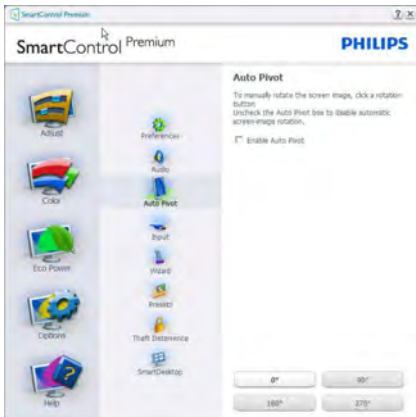 SmartControl Premium
SmartControl Premium
PHILIPS
Adjust
Color
Eco Power
Options
Help
Preferences
Audio
Auto Pivot
Input
Wizard
Presets
Theft Deterrence
SmartDesktop
Auto Pivot
To manually rotate the screen image, click a rotation
button
Uncheck the Auto Pivot box to disable automatic
screen-image rotation.
Enable Auto Pivot
0°
90°
180°
270°